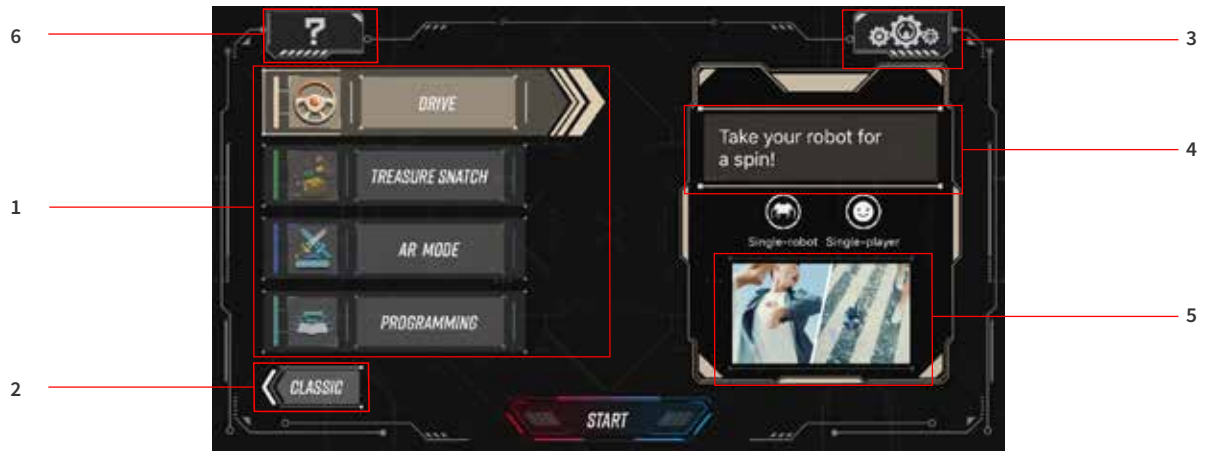 6
?
3
DRIVE
Take your robot for
a spin!
4
TREASURE SNATCH
1
Single-robot Single-player
AR MODE
PROGRAMMING
5
2
CLASSIC
START